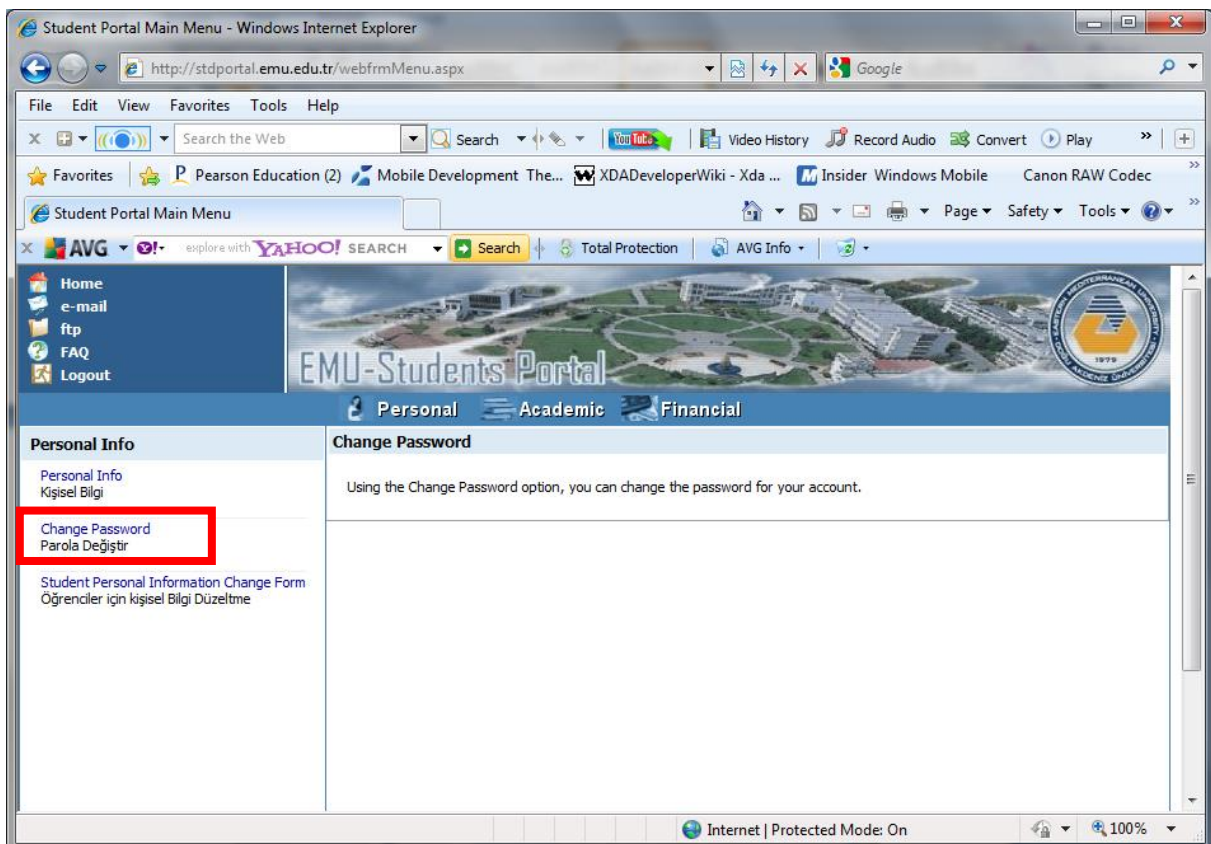 Student Portal Main Menu - Windows Internet Explorer
http://stdportal.emu.edu.tr/webfrmMenu.aspx
Google
File Edit View Favorites Tools Help
Search the Web Search YouTube Video History Record Audio Convert Play »
Favorites Pearson Education (2) Mobile Development The... XDADeveloperWiki - Xda ... Insider Windows Mobile Canon RAW Codec »
Student Portal Main Menu Page Safety Tools »
X AVG explore with YAHOO! SEARCH Search Total Protection AVG Info
Home
e-mail
ftp
FAQ
Logout
EMU-Students Portal
EASTERN MEDITERRANEAN UNIVERSITY
1979
Personal Academic Financial
Personal Info
Change Password
Personal Info
Kişisel Bilgi
Using the Change Password option, you can change the password for your account.
Change Password
Parola Değiştir
Student Personal Information Change Form
Öğrenciler için kişisel Bilgi Düzeltme
Internet | Protected Mode: On 100%